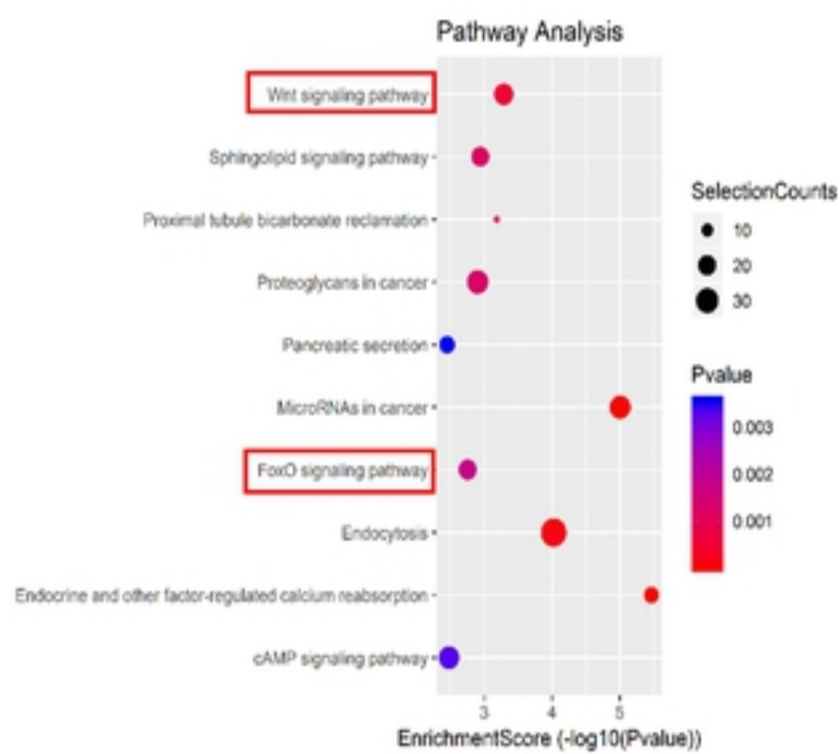 Pathway Analysis
Wnt signaling pathway
Sphingolipid signaling pathway
Proximal tubule bicarbonate reclamation
Proteoglycans in cancer
Pancreatic secretion
MicroRNAs in cancer
FoxO signaling pathway
Endocytosis
Endocrine and other factor-regulated calcium reabsorption
cAMP signaling pathway
3 4 5
EnrichmentScore (-log10(Pvalue))
SelectionCounts
10
20
30
Pvalue
0.003
0.002
0.001